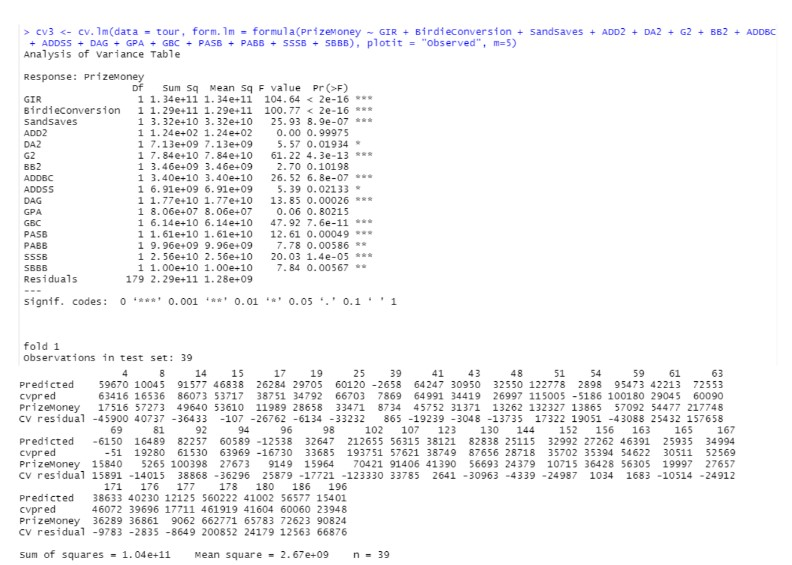 > cv3 <- cv.lm(data = tour, form.lm = formula(PrizeMoney ~ GIR + BirdieConversion + SandSaves + ADD2 + DA2 + G2 + BB2 + ADDBC
+ ADDSS + DAG + GPA + GBC + PASB + PABB + SSSB + SBBB), plotit = "Observed", m=5)
Analysis of Variance Table
Response: PrizeMoney
Df Sum Sq Mean Sq F value Pr(>F)
GIR 1 1.34e+11 1.34e+11 104.64 < 2e-16 ***
BirdieConversion 1 1.29e+11 1.29e+11 100.77 < 2e-16 ***
SandSaves 1 3.32e+10 3.32e+10 25.93 8.9e-07 ***
ADD2 1 1.24e+02 1.24e+02 0.00 0.99975
DA2 1 7.13e+09 7.13e+09 5.57 0.01934 *
G2 1 7.84e+10 7.84e+10 61.22 4.3e-13 ***
BB2 1 3.46e+09 3.46e+09 2.70 0.10198
ADDBC 1 3.40e+10 3.40e+10 26.52 6.8e-07 ***
ADDSS 1 6.91e+09 6.91e+09 5.39 0.02133 *
DAG 1 1.77e+10 1.77e+10 13.85 0.00026 ***
GPA 1 8.06e+07 8.06e+07 0.06 0.80215
GBC 1 6.14e+10 6.14e+10 47.92 7.6e-11 ***
PASB 1 1.61e+10 1.61e+10 12.61 0.00049 ***
PABB 1 9.96e+09 9.96e+09 7.78 0.00586 **
SSSB 1 2.56e+10 2.56e+10 20.03 1.4e-05 ***
SBBB 1 1.00e+10 1.00e+10 7.84 0.00567 **
Residuals 179 2.29e+11 1.28e+09
---
Signif. codes: 0 ‘***’ 0.001 ‘**’ 0.01 ‘*’ 0.05 ‘.’ 0.1 ‘ ’ 1
fold 1
Observations in test set: 39
4 8 14 15 17 19 25 39 41 43 48 51 54 59 61 63
Predicted 59670 10045 91577 46838 26284 29705 60120 -2658 64247 30950 32550 122778 2898 95473 42213 72553
cvpred 63416 16536 86073 53717 38751 34792 66703 7869 64991 34419 26997 115005 -5186 100180 29045 60090
PrizeMoney 17516 57273 49640 53610 11989 28658 33471 8734 45752 31371 13262 132327 13865 57092 54477 217748
CV residual -45900 40737 -36433 -107 -26762 -6134 -33232 865 -19239 -3048 -13735 17322 19051 -43088 25432 157658
69 81 92 94 96 98 102 107 123 130 144 152 156 163 165 167
Predicted -6150 16489 82257 60589 -12538 32647 212655 56315 38121 82838 25115 32992 27262 46391 25935 34994
cvpred -51 19280 61530 63969 -16730 33685 193751 57621 38749 87656 28718 35702 35394 54622 30511 52569
PrizeMoney 15840 5265 100398 27673 9149 15964 70421 91406 41390 56693 24379 10715 36428 56305 19997 27657
CV residual 15891 -14015 38868 -36296 25879 -17721 -123330 33785 2641 -30963 -4339 -24987 1034 1683 -10514 -24912
171 176 177 178 180 186 196
Predicted 38633 40230 12125 560222 41002 56577 15401
cvpred 46072 39696 17711 461919 41604 60060 23948
PrizeMoney 36289 36861 9062 662771 65783 72623 90824
CV residual -9783 -2835 -8649 200852 24179 12563 66876
Sum of squares = 1.04e+11 Mean square = 2.67e+09 n = 39